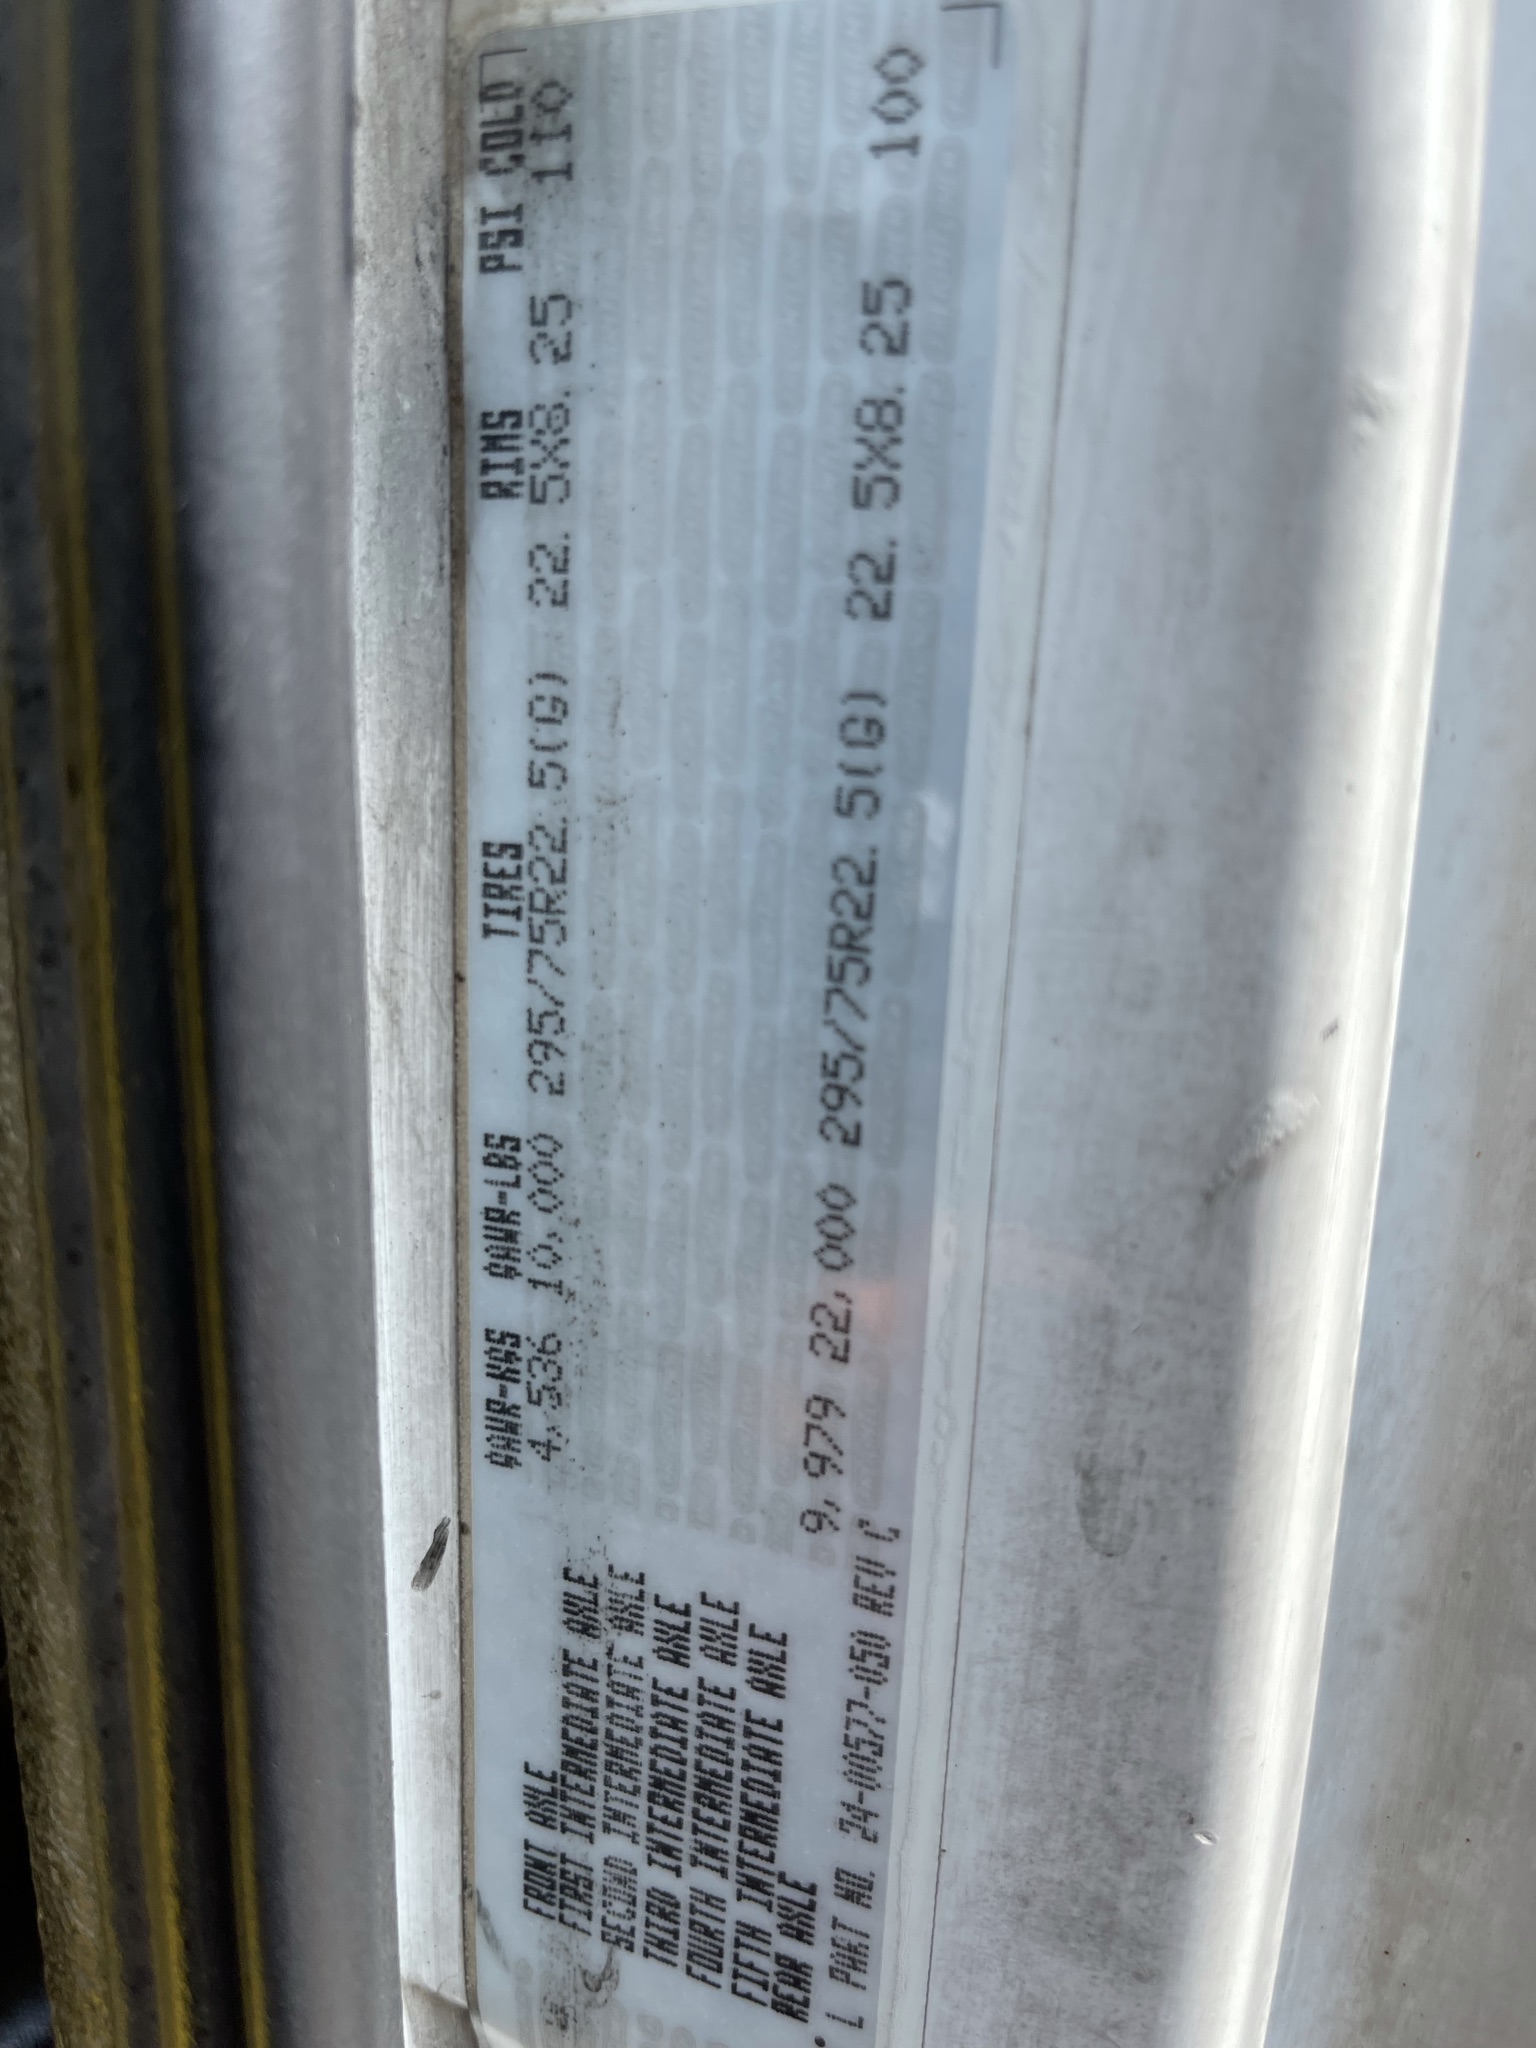 GAWR-KGS GAWR-LBS TIRES RIMS PSI COLD
FRONT AXLE 4,536 10,000 295/75R22.5(G) 22.5X8.25 110
FIRST INTERMEDIATE AXLE
SECOND INTERMEDIATE AXLE
THIRD INTERMEDIATE AXLE
FOURTH INTERMEDIATE AXLE
FIFTH INTERMEDIATE AXLE
REAR AXLE 9,979 22,000 295/75R22.5(G) 22.5X8.25 100
L PART NO. 24-00577-050 REV C